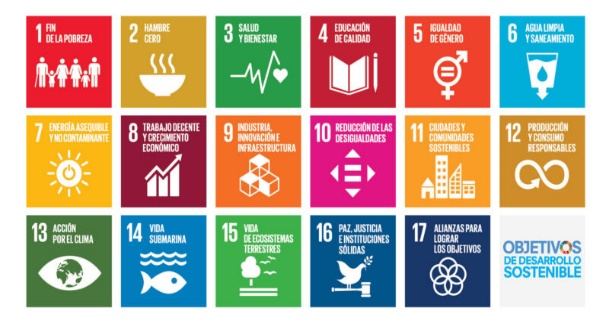 1 FIN
DE LA POBREZA
2 HAMBRE
CERO
3 SALUD
Y BIENESTAR
4 EDUCACIÓN
DE CALIDAD
5 IGUALDAD
DE GÉNERO
6 AGUA LIMPIA
Y SANEAMIENTO
7 ENERGÍA ASEQUIBLE
Y NO CONTAMINANTE
8 TRABAJO DECENTE
Y CRECIMIENTO
ECONÓMICO
9 INDUSTRIA,
INNOVACIÓN E
INFRAESTRUCTURA
10 REDUCCIÓN DE LAS
DESIGUALDADES
11 CIUDADES Y
COMUNIDADES
SOSTENIBLES
12 PRODUCCIÓN
Y CONSUMO
RESPONSABLES
13 ACCIÓN
POR EL CLIMA
14 VIDA
SUBMARINA
15 VIDA
DE ECOSISTEMAS
TERRESTRES
16 PAZ, JUSTICIA
E INSTITUCIONES
SÓLIDAS
17 ALIANZAS PARA
LOGRAR
LOS OBJETIVOS
OBJETIVOS
DE DESARROLLO
SOSTENIBLE